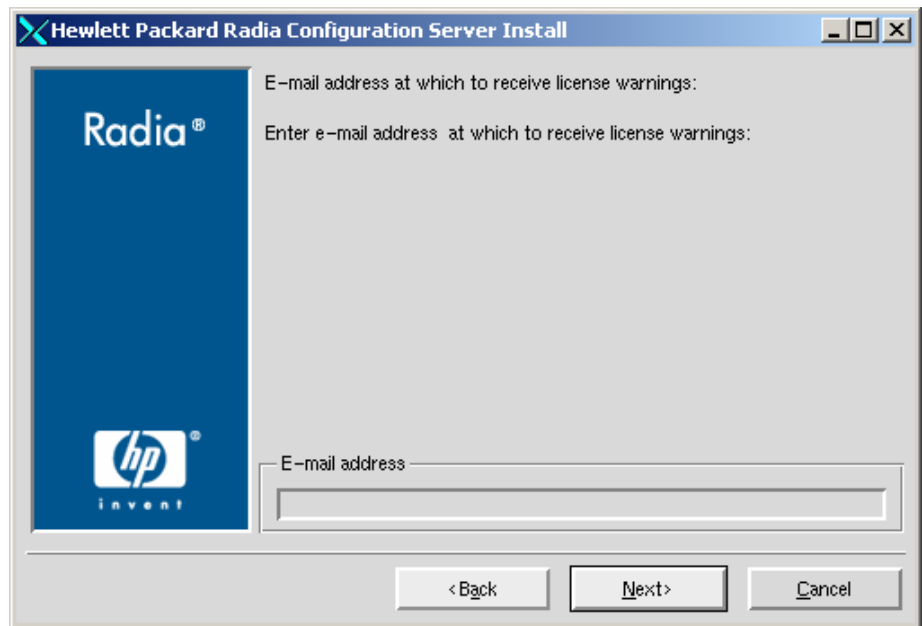 Hewlett Packard Radia Configuration Server Install
Radia®
E-mail address at which to receive license warnings:
Enter e-mail address  at which to receive license warnings:
hp®
invent
E-mail address
<Back
Next>
Cancel